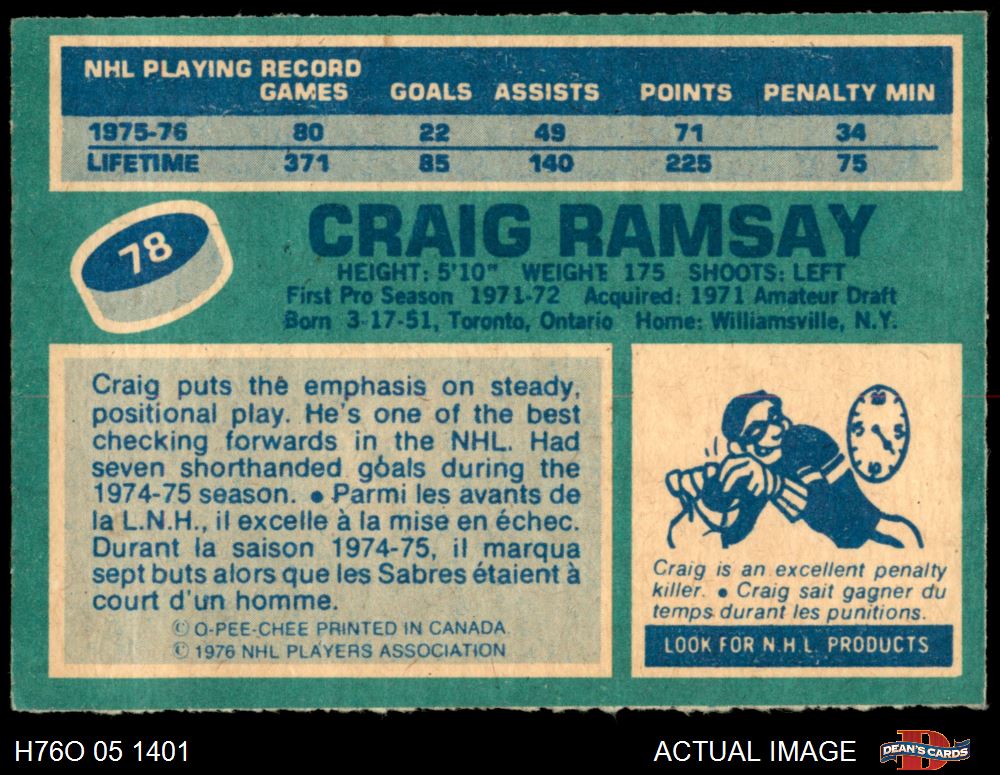 NHL PLAYING RECORD
GAMES GOALS ASSISTS POINTS PENALTY MIN
1975-76 80 22 49 71 34
LIFETIME 371 85 140 225 75
78
CRAIG RAMSAY
HEIGHT: 5'10" WEIGHT 175 SHOOTS: LEFT
First Pro Season 1971-72 Acquired: 1971 Amateur Draft
Born 3-17-51, Toronto, Ontario Home: Williamsville, N.Y.
Craig puts the emphasis on steady,
positional play. He's one of the best
checking forwards in the NHL. Had
seven shorthanded goals during the
1974-75 season. ● Parmi les avants de
la L.N.H., il excelle à la mise en échec.
Durant la saison 1974-75, il marqua
sept buts alors que les Sabres étaient à
court d'un homme.
© O-PEE-CHEE PRINTED IN CANADA
© 1976 NHL PLAYERS ASSOCIATION
20
15 5
10
Craig is an excellent penalty
killer. ● Craig sait gagner du
temps durant les punitions.
LOOK FOR N.H.L. PRODUCTS
H76O 05 1401
ACTUAL IMAGE
D
DEAN'S CARDS